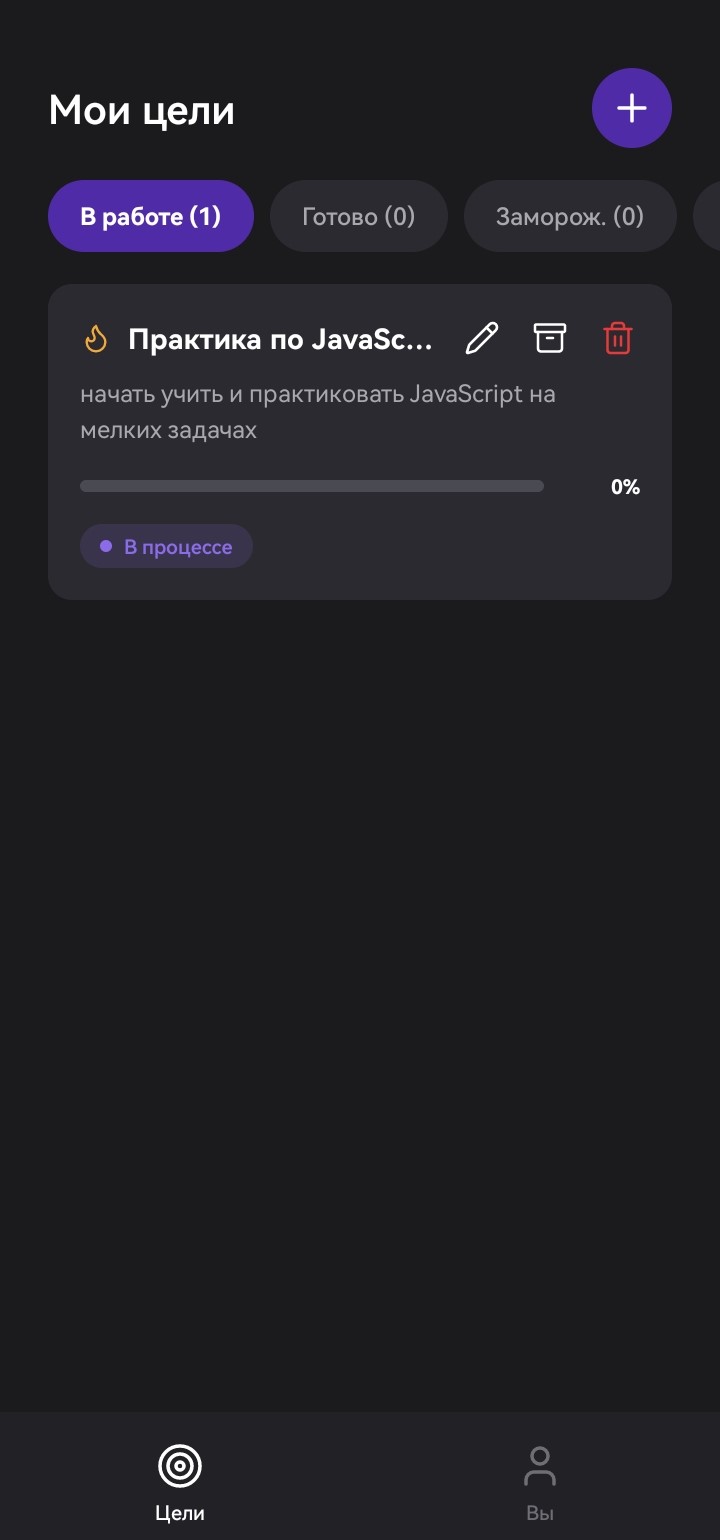 Мои цели
В работе (1)
Готово (0)
Заморож. (0)
Практика по JavaSc...
начать учить и практиковать JavaScript на
мелких задачах
0%
В процессе
Цели
Вы